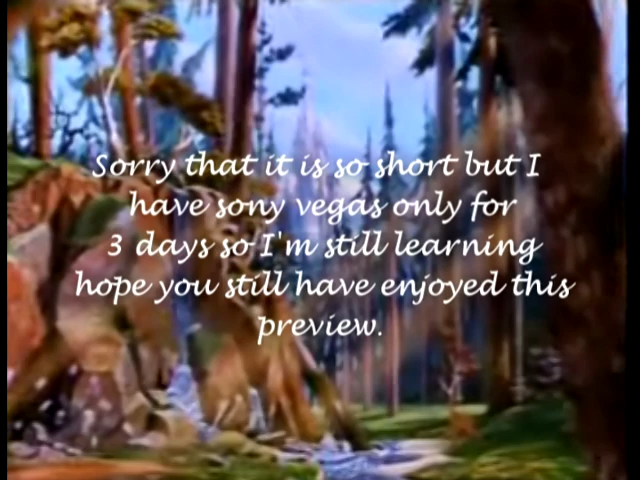 Sorry that it is so short but I
have sony vegas only for
3 days so I'm still learning
hope you still have enjoyed this
preview.